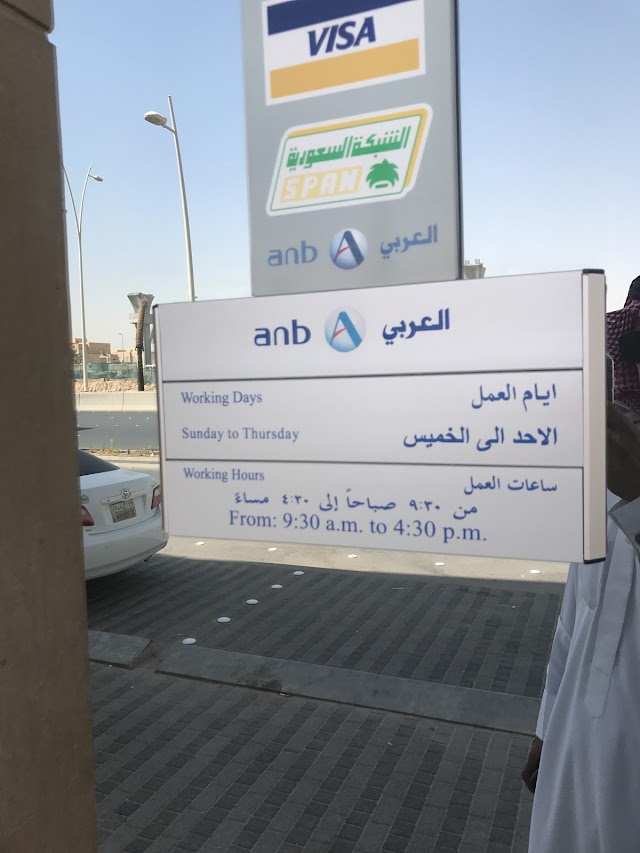 VISA
الشبكة السعودية
SPAN
anb العربي
anb العربي
Working Days ايام العمل
Sunday to Thursday الاحد الى الخميس
Working Hours ساعات العمل
من ٩:٣٠ صباحاً إلى ٤:٣٠ مساءً
From: 9:30 a.m. to 4:30 p.m.